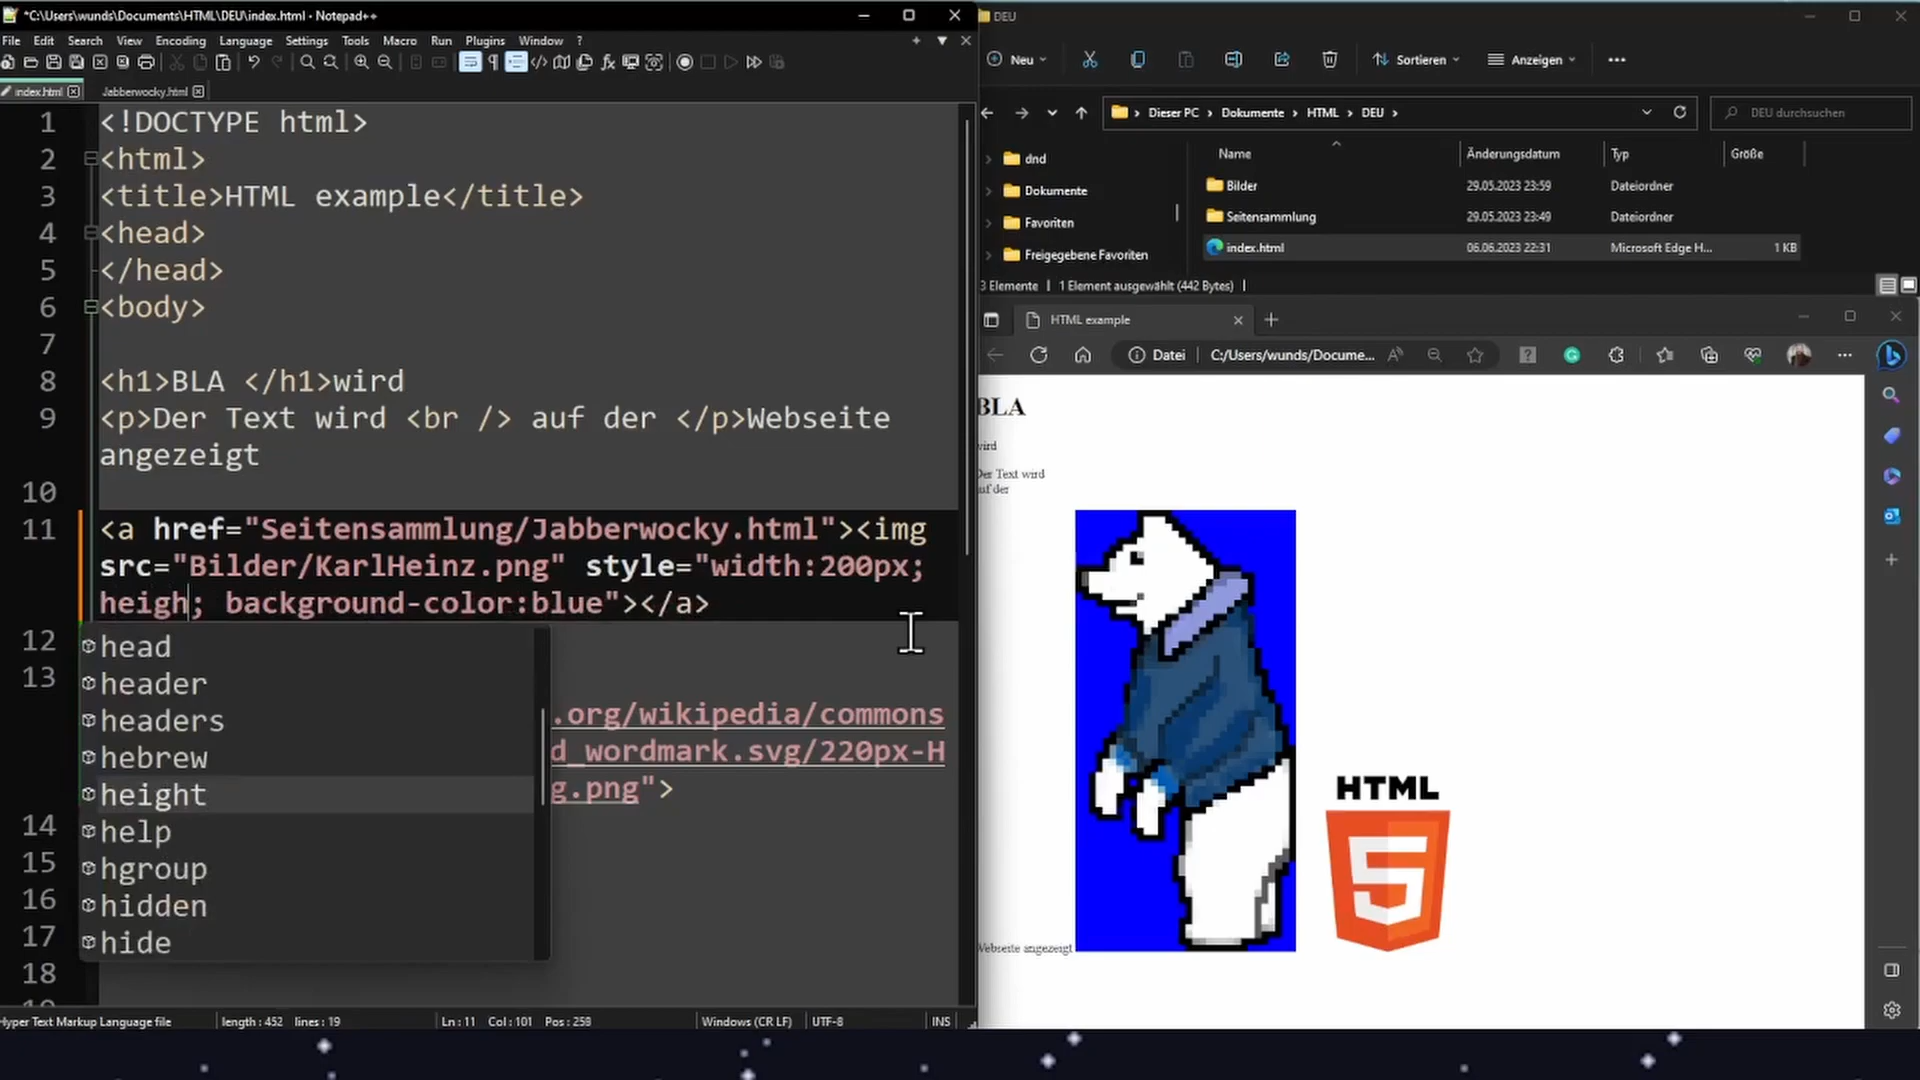 *C:\Users\wunds\Documents\HTML\DEU\index.html - Notepad++
File Edit Search View Encoding Language Settings Tools Macro Run Plugins Window ?
index.html Jabberwocky.html
1 <!DOCTYPE html>
2 <html>
3 <title>HTML example</title>
4 <head>
5 </head>
6 <body>
7
8 <h1>BLA </h1>wird
9 <p>Der Text wird <br /> auf der </p>Webseite
angezeigt
10
11 <a href="Seitensammlung/Jabberwocky.html"><img
src="Bilder/KarlHeinz.png" style="width:200px;
heigh; background-color:blue"></a>
12
13
.org/wikipedia/commons
d_wordmark.svg/220px-H
g.png">
14
15
16
17
18
head
header
headers
hebrew
height
help
hgroup
hidden
hide
Hyper Text Markup Language file length : 452 lines : 19 Ln : 11 Col : 101 Pos : 258 Windows (CR LF) UTF-8 INS
DEU
Neu Sortieren Anzeigen
Dieser PC Dokumente HTML DEU DEU durchsuchen
Name Änderungsdatum Typ Größe
dnd
Dokumente
Favoriten
Freigegebene Favoriten
Bilder 29.05.2023 23:59 Dateiordner
Seitensammlung 29.05.2023 23:49 Dateiordner
index.html 06.06.2023 22:31 Microsoft Edge H... 1 KB
3 Elemente 1 Element ausgewählt (442 Bytes)
HTML example
Datei C:/Users/wunds/Docume...
BLA
wird
Der Text wird
auf der
Webseite angezeigt
HTML
5